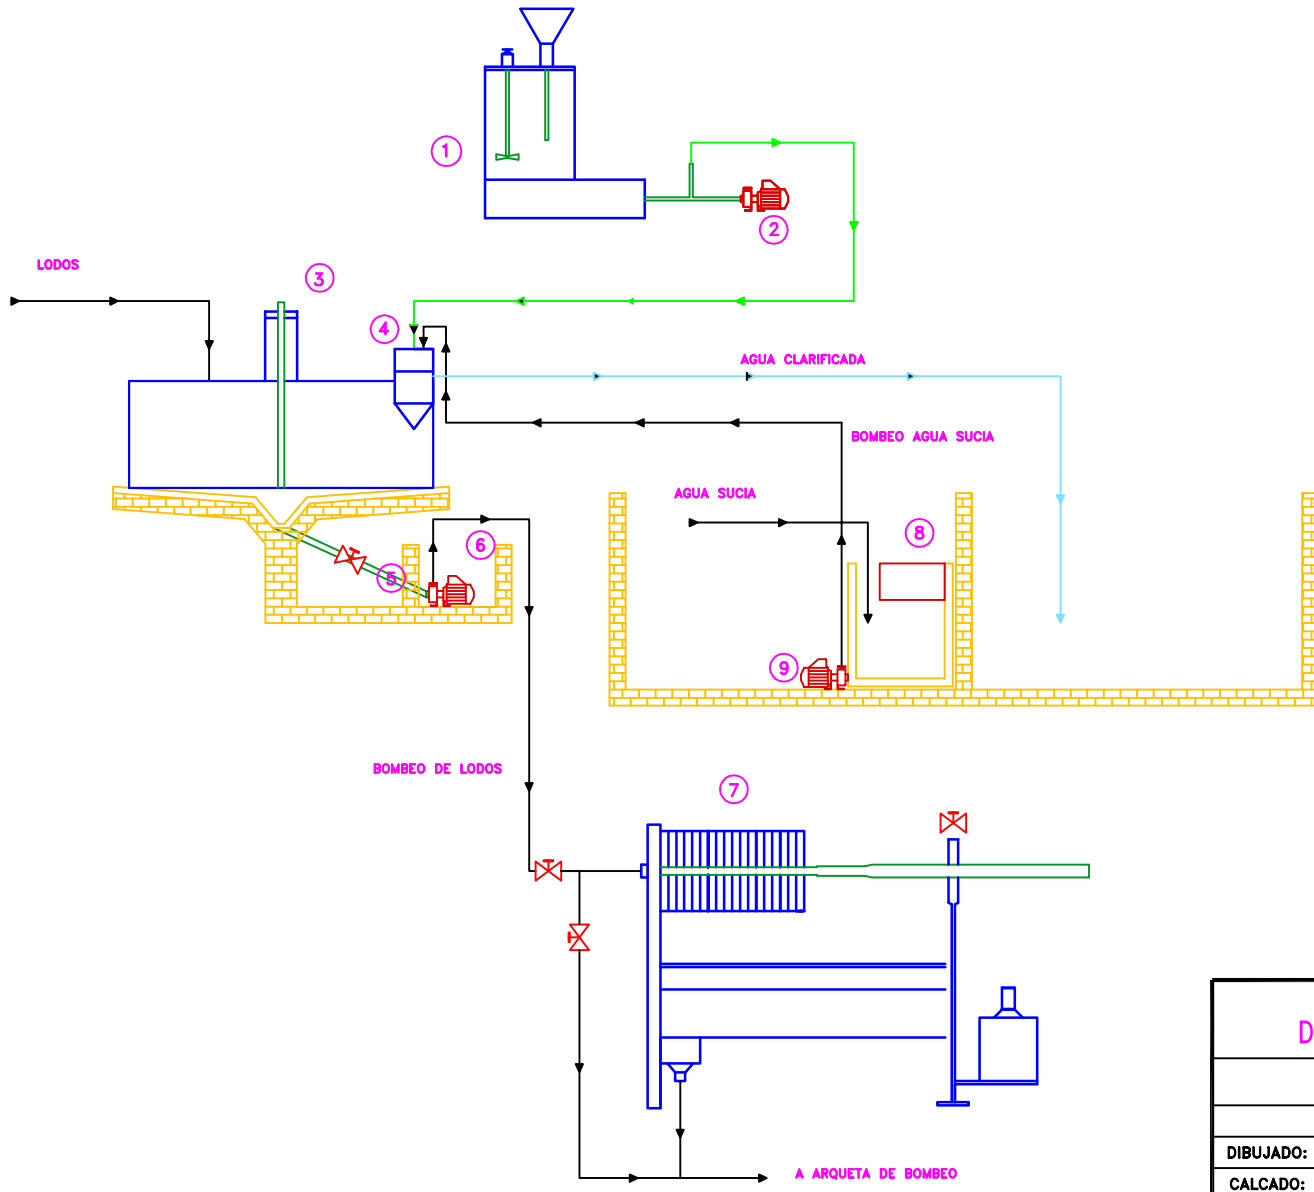 1
2
LODOS
3
4
AGUA CLARIFICADA
BOMBEO AGUA SUCIA
AGUA SUCIA
8
6
5
9
BOMBEO DE LODOS
7
D
DIBUJADO:
A ARQUETA DE BOMBEO
CALCADO: